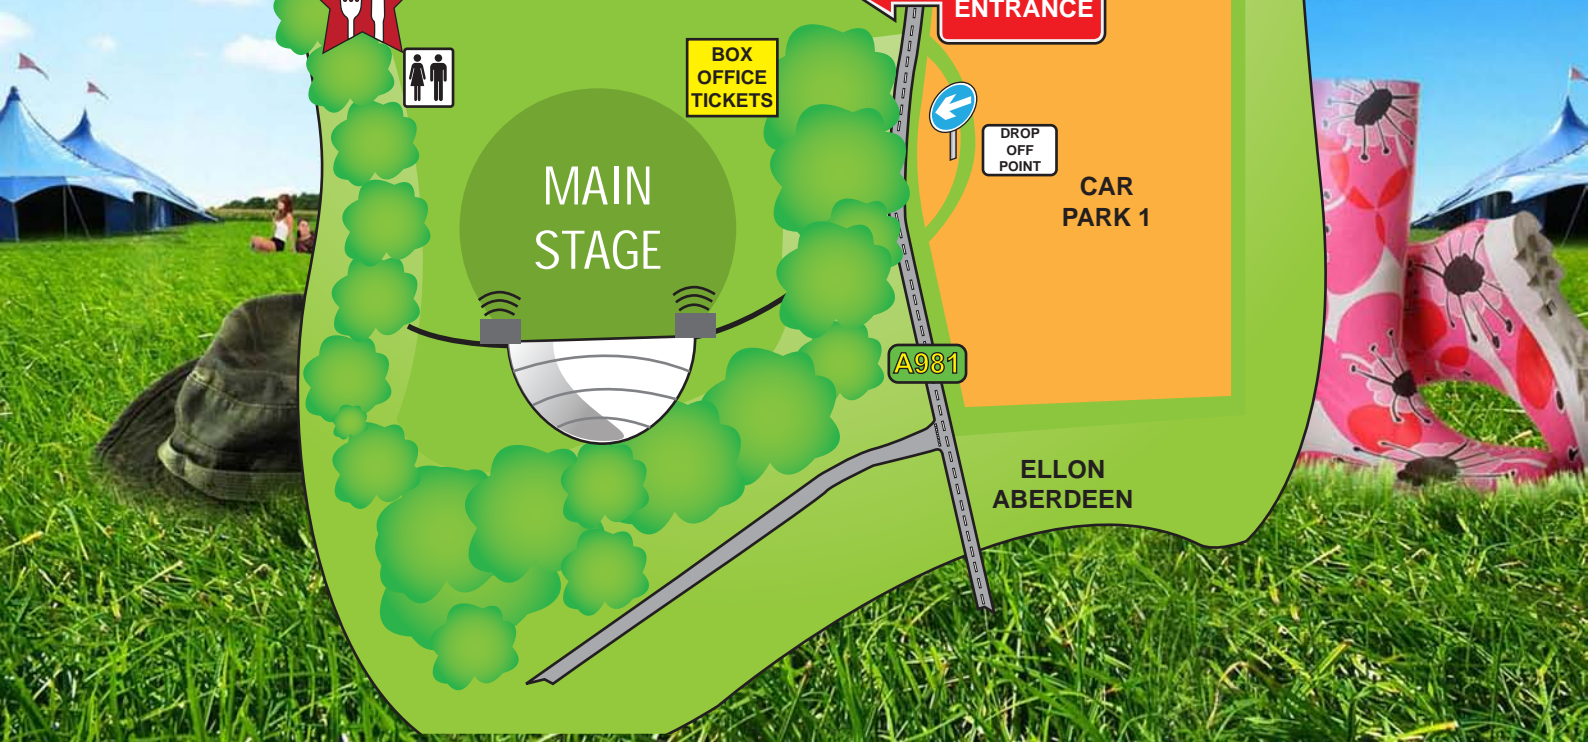 ENTRANCE
BOX
OFFICE
TICKETS
DROP
OFF
POINT
MAIN
STAGE
CAR
PARK 1
A981
ELLON
ABERDEEN